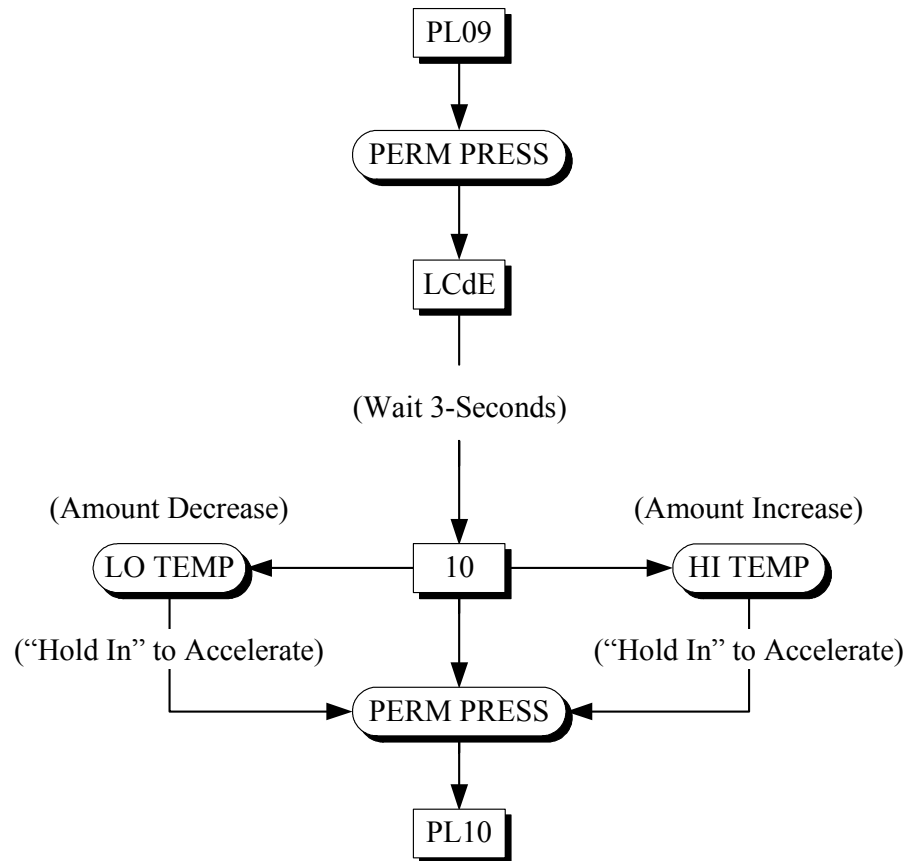 PL09
PERM PRESS
LCdE
(Wait 3-Seconds)
(Amount Decrease)
(Amount Increase)
LO TEMP
10
HI TEMP
(“Hold In” to Accelerate)
(“Hold In” to Accelerate)
PERM PRESS
PL10